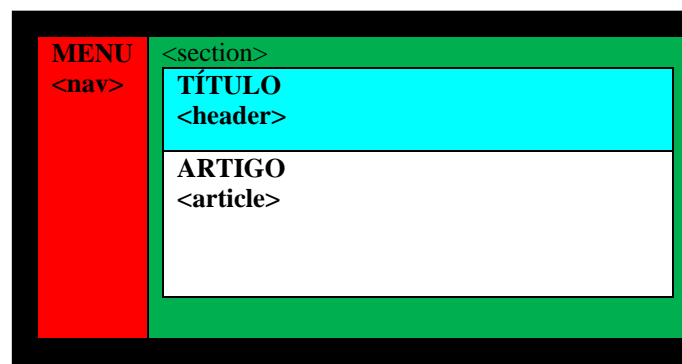 MENU
<nav>
<section>
TÍTULO
<header>
ARTIGO
<article>